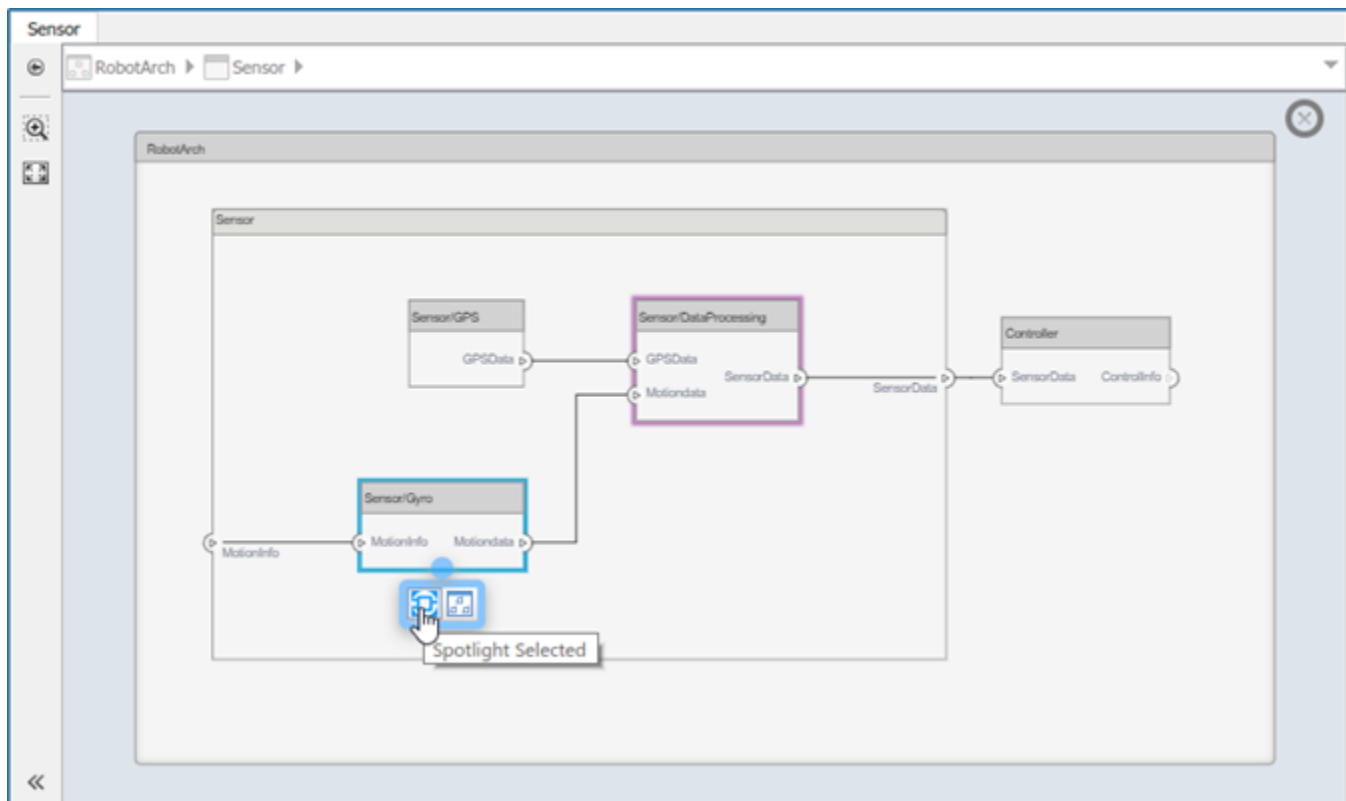 Sensor
RobotArch Sensor
RobotArch
Sensor
Sensor/GPS
GPSData
Sensor/DataProcessing
GPSData
Motiondata
SensorData
SensorData
Controller
SensorData ControlInfo
Sensor/Gyro
MotionInfo Motiondata
MotionInfo
Spotlight Selected